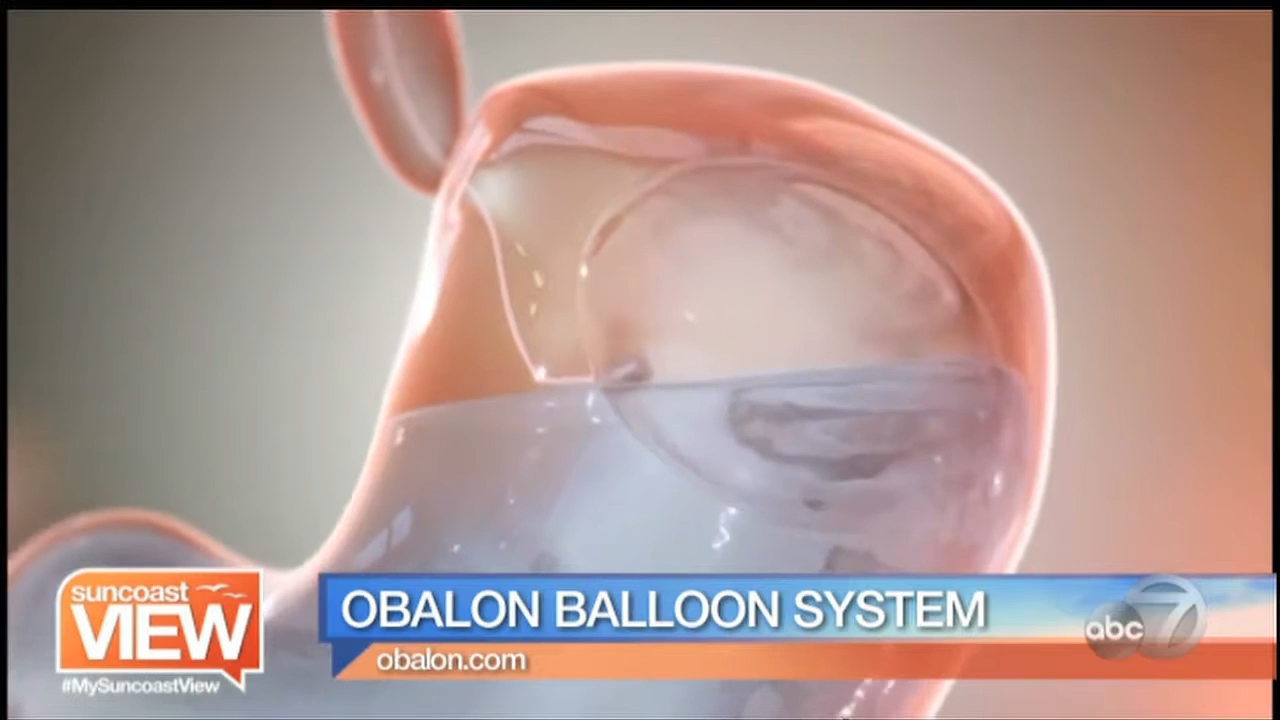 OBALON BALLOON SYSTEM
obalon.com
suncoast
VIEW
#MySuncoastView
abc 7